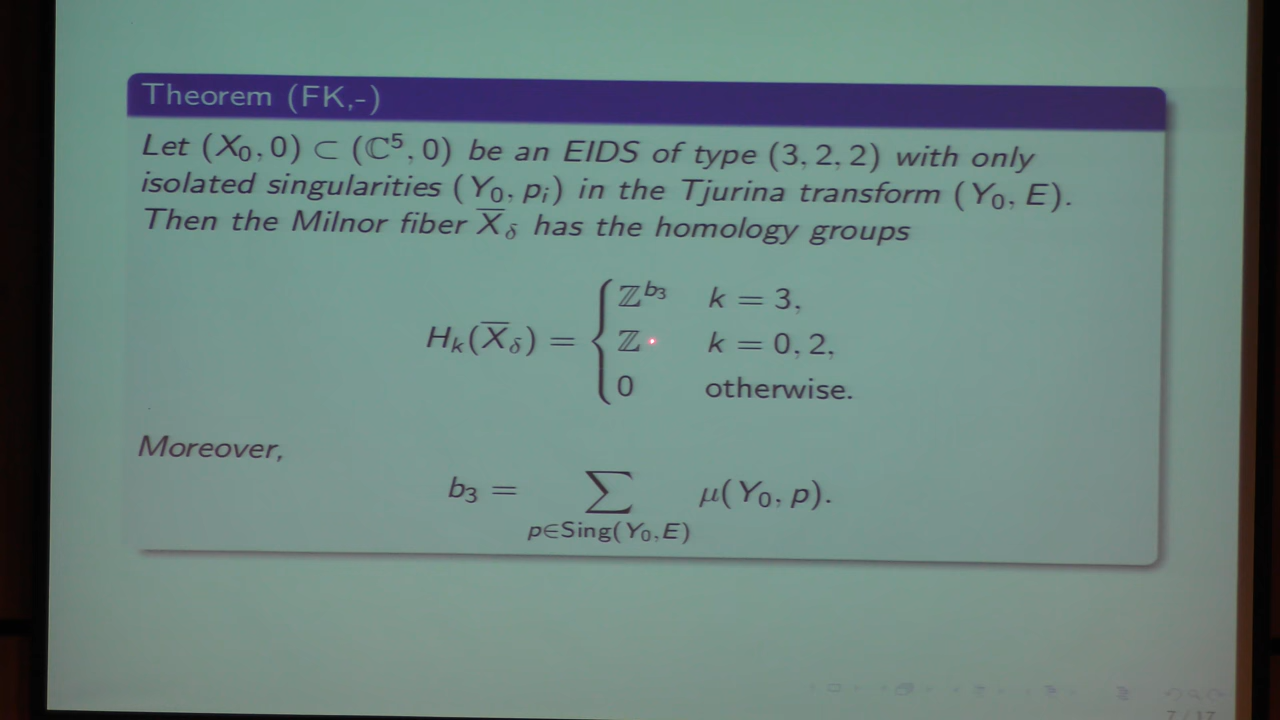 Theorem (FK,-)
Let (X₀, 0) ⊂ (ℂ⁵, 0) be an EIDS of type (3, 2, 2) with only
isolated singularities (Y₀, pᵢ) in the Tjurina transform (Y₀, E).
Then the Milnor fiber X̅_δ has the homology groups
H_k(X̅_δ) = { ℤ^{b₃} k = 3,
ℤ k = 0, 2,
0 otherwise.
Moreover,
b₃ = ∑_{p∈Sing(Y₀,E)} μ(Y₀, p).
7 / 17